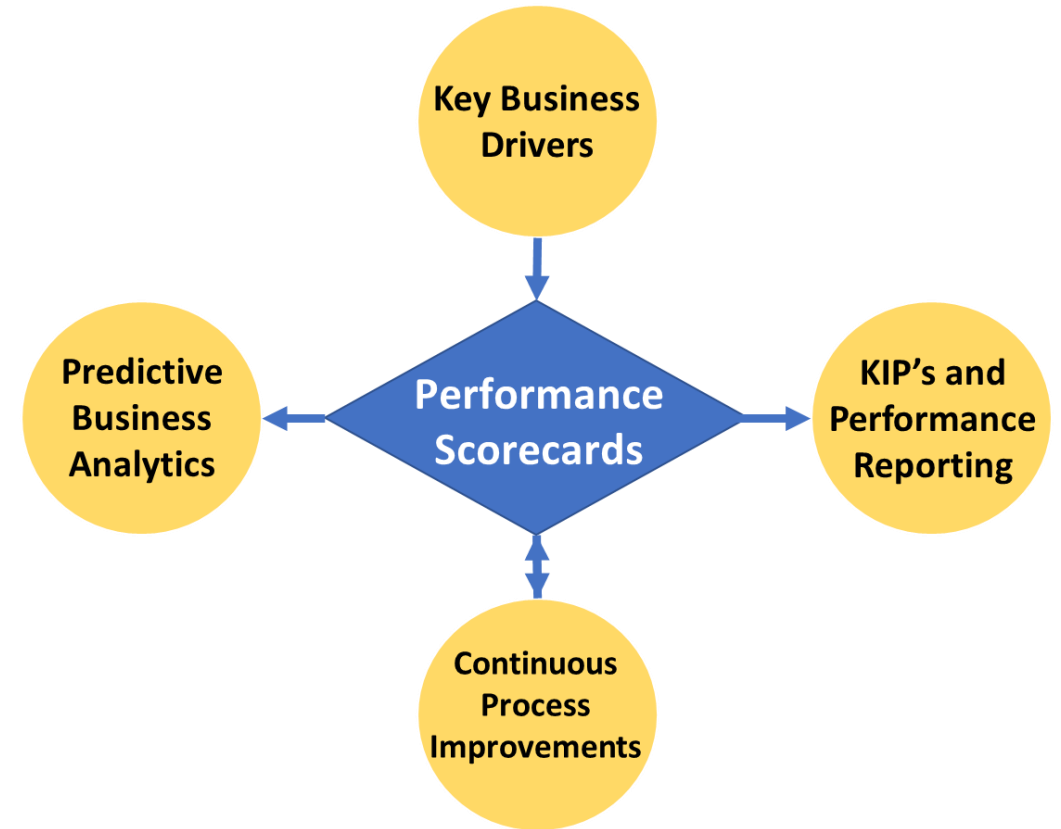 Key Business
Drivers
Predictive
Business
Analytics
Performance
Scorecards
KIP’s and
Performance
Reporting
Continuous
Process
Improvements